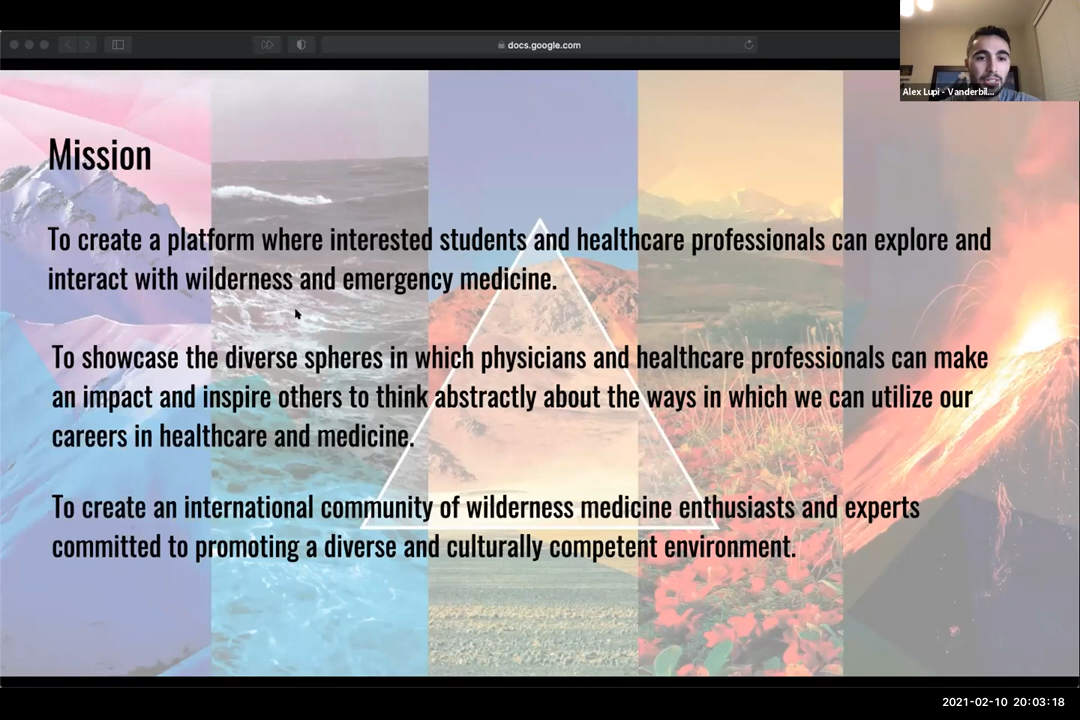 docs.google.com
Alex Lupi - Vanderbil...
Mission
To create a platform where interested students and healthcare professionals can explore and
interact with wilderness and emergency medicine.
To showcase the diverse spheres in which physicians and healthcare professionals can make
an impact and inspire others to think abstractly about the ways in which we can utilize our
careers in healthcare and medicine.
To create an international community of wilderness medicine enthusiasts and experts
committed to promoting a diverse and culturally competent environment.
2021-02-10 20:03:18